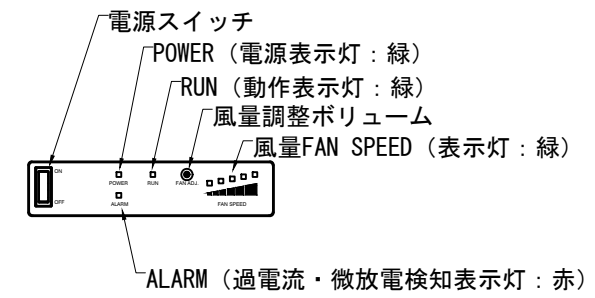 電源スイッチ
POWER（電源表示灯：緑）
RUN（動作表示灯：緑）
風量調整ボリューム
風量FAN SPEED（表示灯：緑）
ON
OFF
POWER
RUN
FAN ADJ.
ALARM
FAN SPEED
ALARM（過電流・微放電検知表示灯：赤）